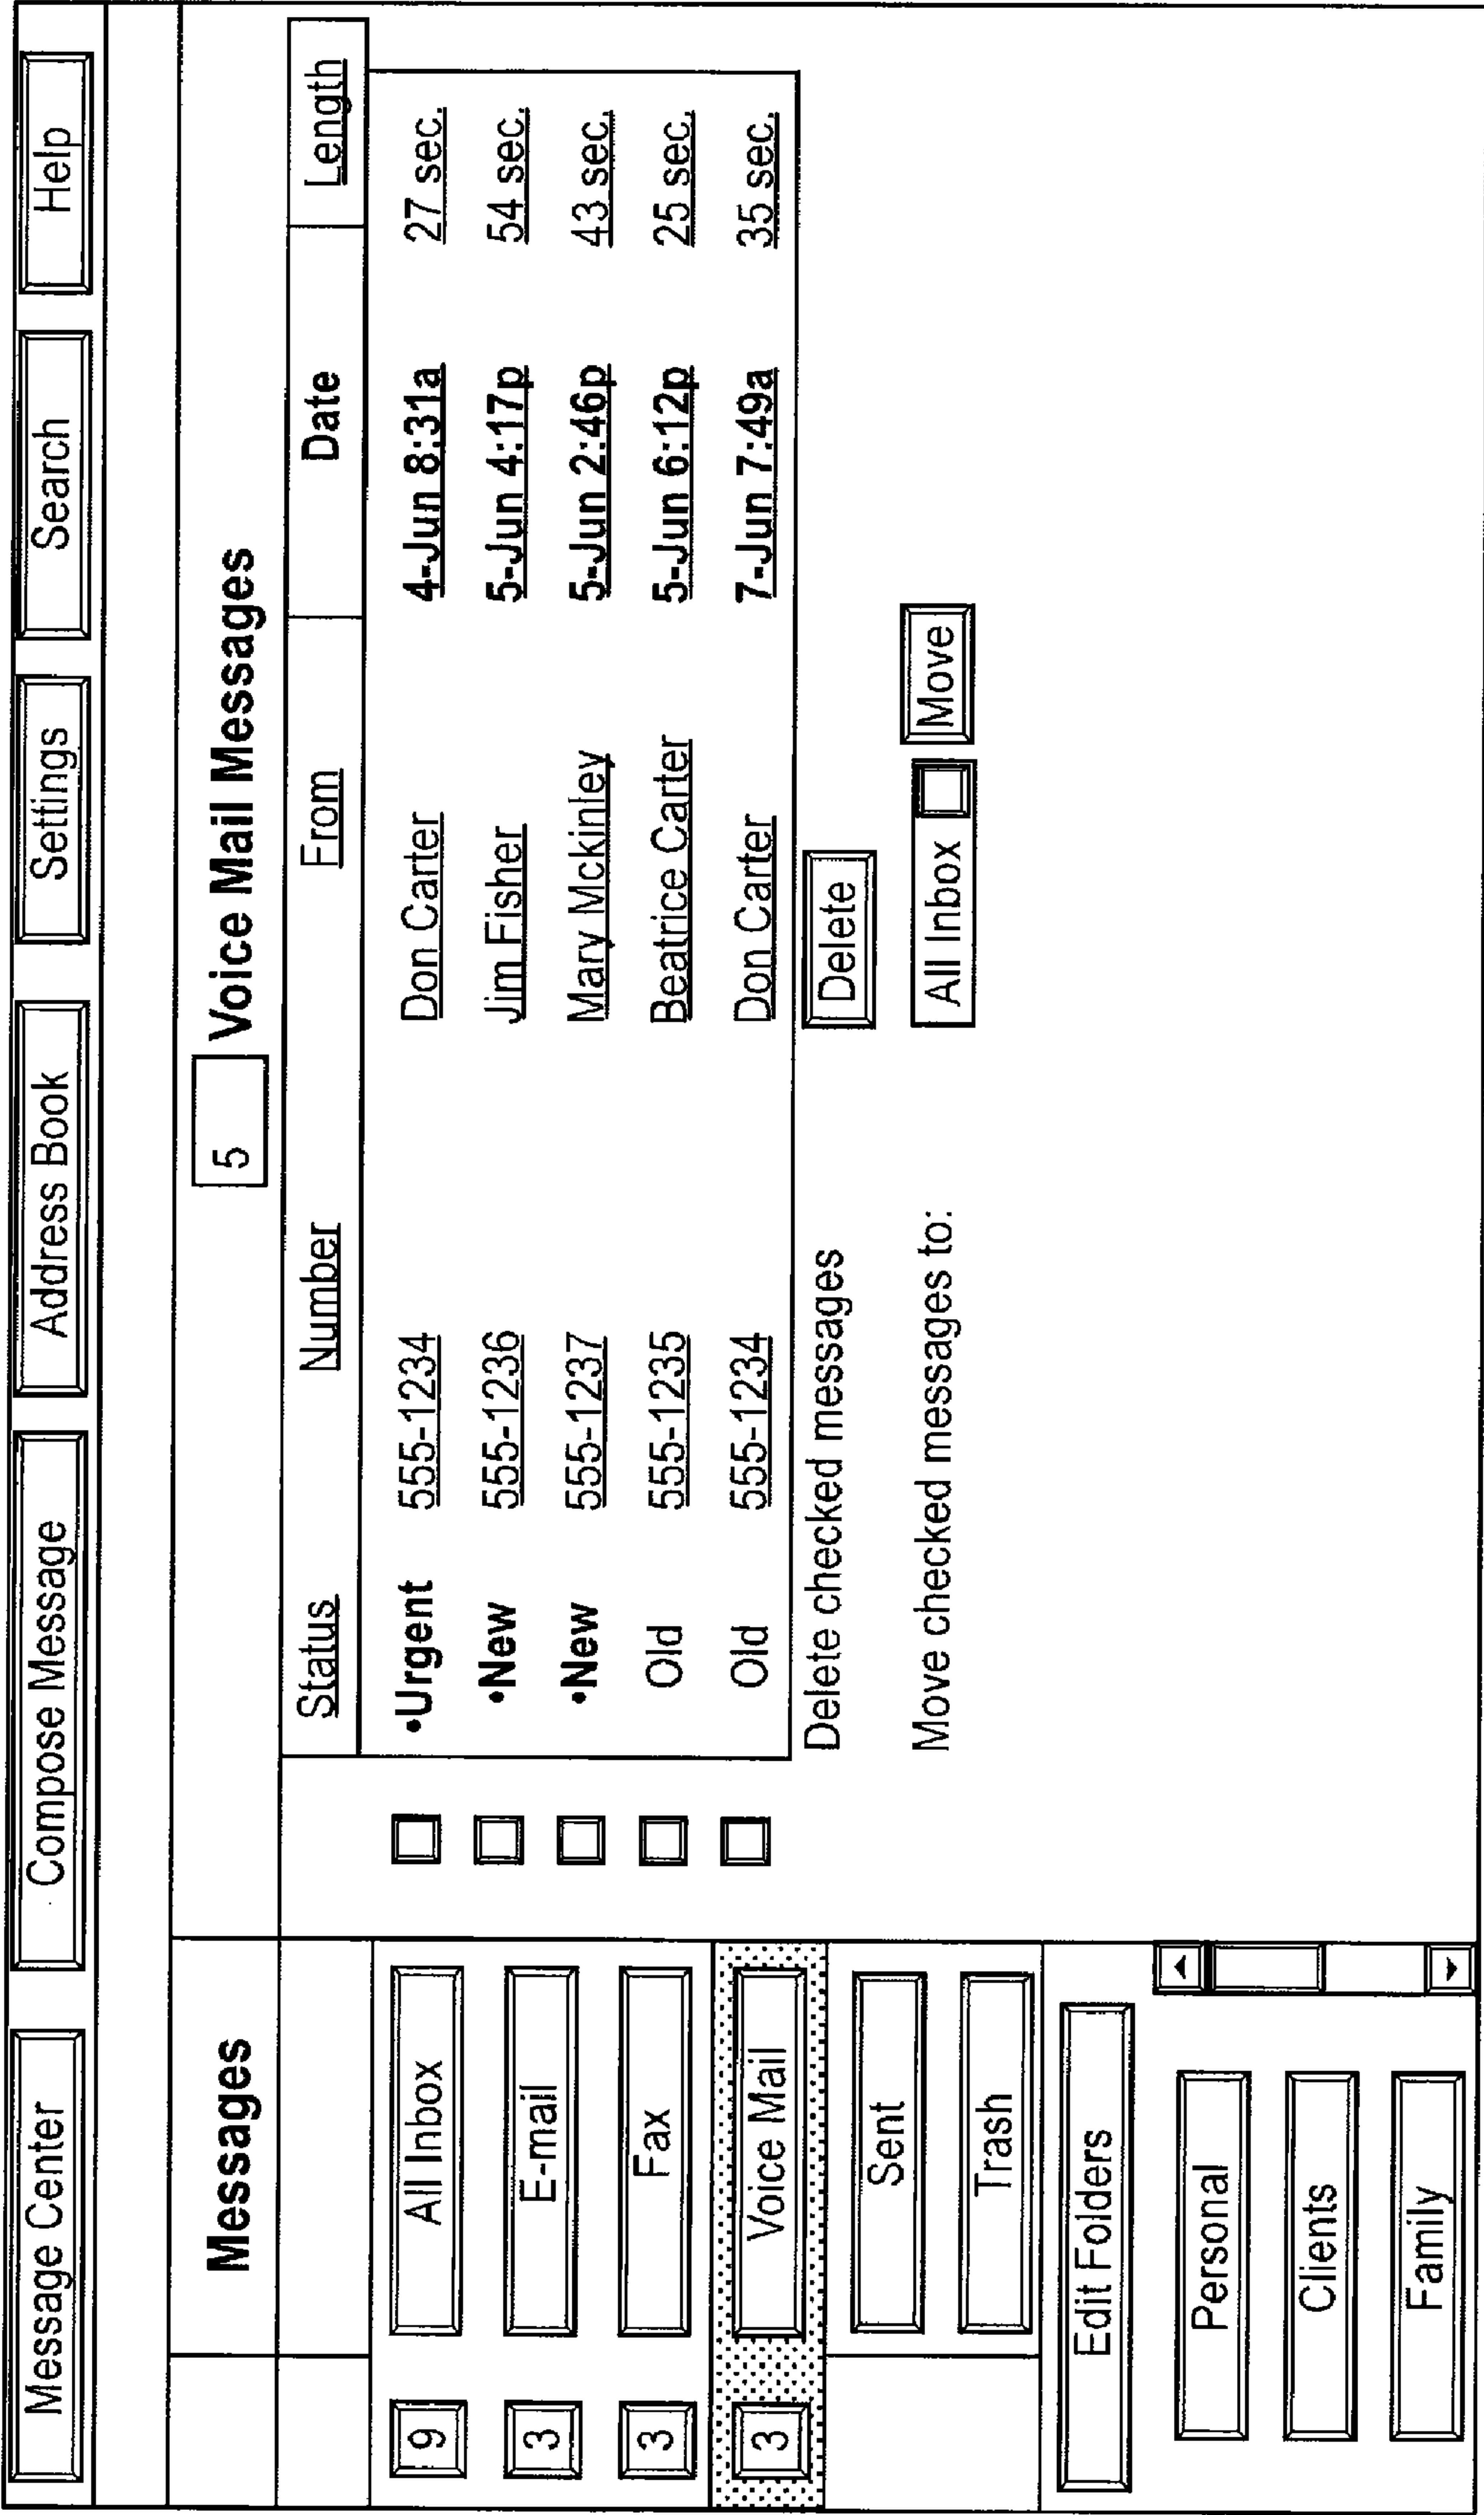 Message Center Compose Message Address Book Settings Search Help
Messages 5 Voice Mail Messages
Status Number From Date Length
9 All Inbox
3 E-mail
3 Fax
3 Voice Mail
Sent
Trash
Edit Folders
Personal
Clients
Family
•Urgent 555-1234 Don Carter 4-Jun 8:31a 27 sec.
•New 555-1236 Jim Fisher 5-Jun 4:17p 54 sec.
•New 555-1237 Mary Mckinley 5-Jun 2:46p 43 sec.
Old 555-1235 Beatrice Carter 5-Jun 6:12p 25 sec.
Old 555-1234 Don Carter 7-Jun 7:49a 35 sec.
Delete checked messages Delete
Move checked messages to: All Inbox Move